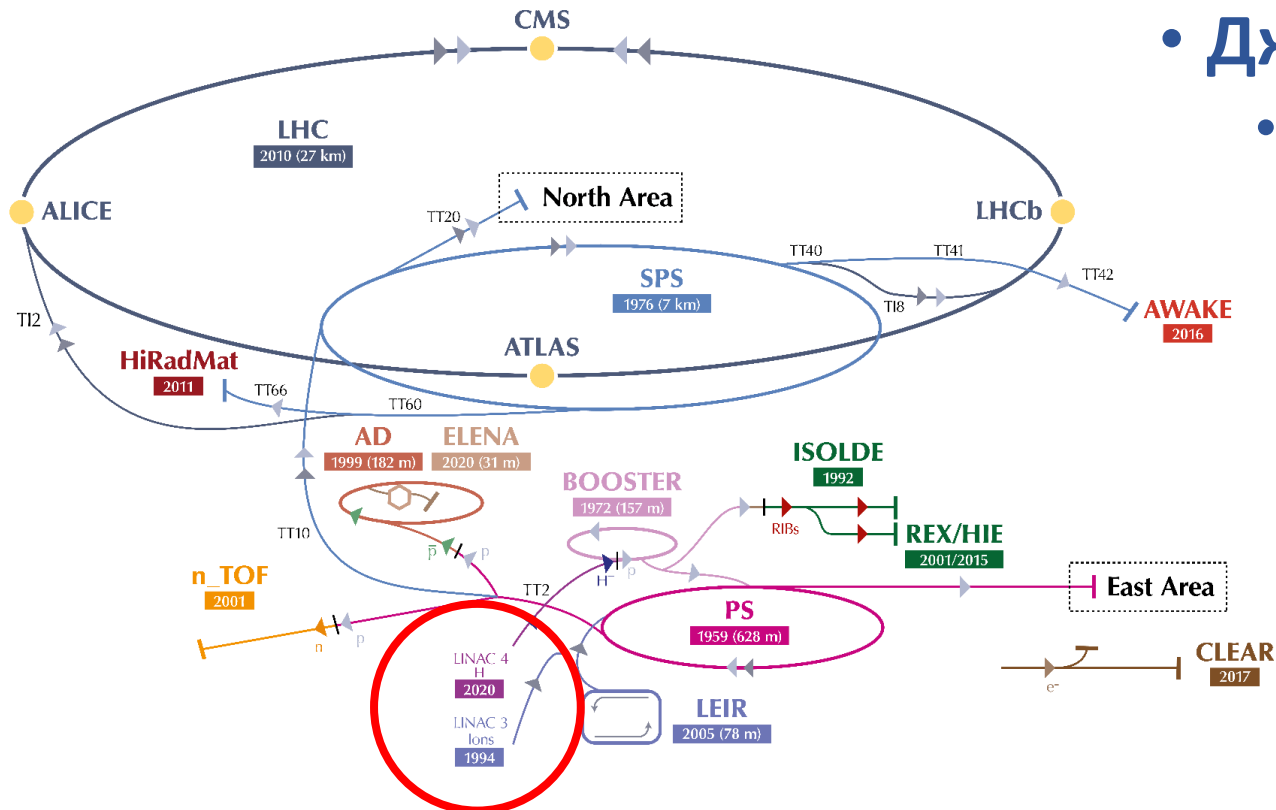 CMS
• Дж
•
LHC
2010 (27 km)
ALICE
TT20
North Area
LHCb
TT40
TT41
TT42
SPS
1976 (7 km)
TI8
AWAKE
2016
TI2
ATLAS
HiRadMat
2011
TT66
TT60
AD
1999 (182 m)
ELENA
2020 (31 m)
ISOLDE
1992
BOOSTER
1972 (157 m)
RIBs
REX/HIE
2001/2015
TT10
p̅
p
H⁻
p
n_TOF
2001
TT2
East Area
PS
1959 (628 m)
n
p
LINAC 4
H⁻
2020
CLEAR
2017
e⁻
LINAC 3
Ions
1994
LEIR
2005 (78 m)